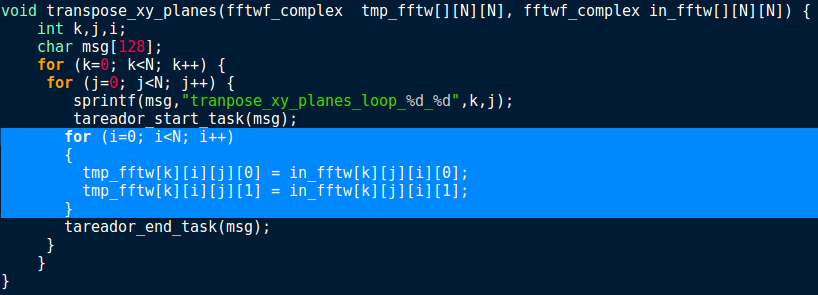 void transpose_xy_planes(fftwf_complex  tmp_fftw[][N][N], fftwf_complex in_fftw[][N][N]) {
    int k,j,i;
    char msg[128];
    for (k=0; k<N; k++) {
     for (j=0; j<N; j++) {
        sprintf(msg,"tranpose_xy_planes_loop_%d_%d",k,j);
        tareador_start_task(msg);
       for (i=0; i<N; i++)
       {
         tmp_fftw[k][i][j][0] = in_fftw[k][j][i][0];
         tmp_fftw[k][i][j][1] = in_fftw[k][j][i][1];
       }
       tareador_end_task(msg);
     }
    }
}